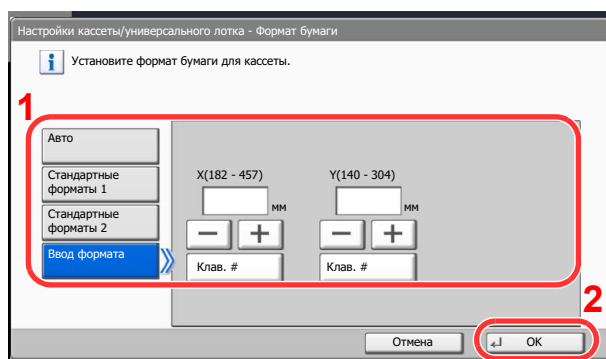 Настройки кассеты/универсального лотка - Формат бумаги
Установите формат бумаги для кассеты.
1
Авто
Стандартные
форматы 1
Стандартные
форматы 2
Ввод формата
X(182 - 457)
мм
Клав. #
Y(140 - 304)
мм
Клав. #
2
Отмена
OK